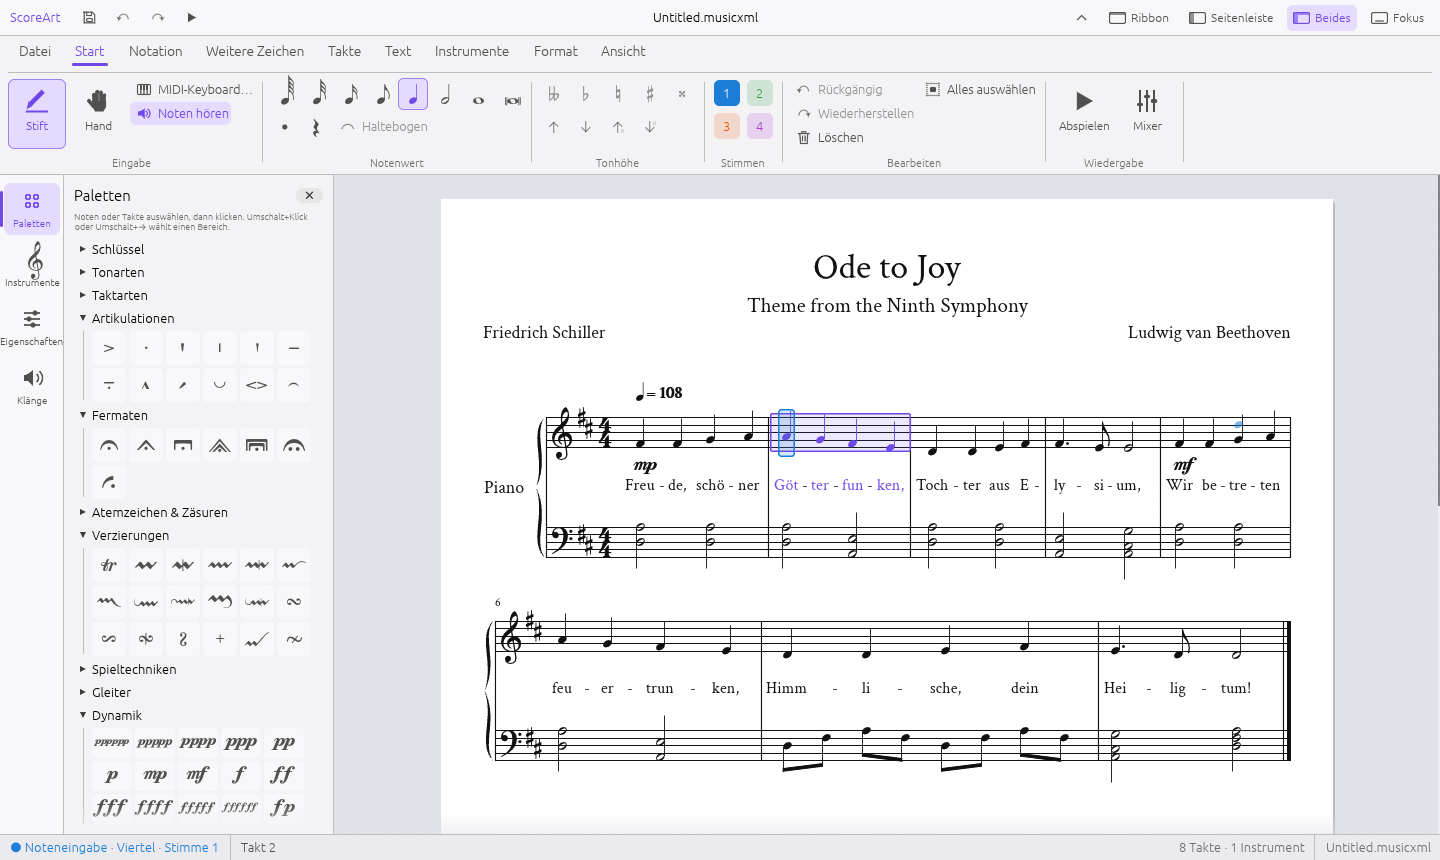 ScoreArt
Untitled.musicxml
Ribbon
Seitenleiste
Beides
Fokus
Datei
Start
Notation
Weitere Zeichen
Takte
Text
Instrumente
Format
Ansicht
Stift
Hand
MIDI-Keyboard...
Noten hören
Eingabe
Haltebogen
Notenwert
Tonhöhe
1 2
3 4
Stimmen
Rückgängig
Alles auswählen
Wiederherstellen
Löschen
Bearbeiten
Abspielen
Mixer
Wiedergabe
Paletten
Instrumente
Eigenschaften
Klänge
Paletten
Noten oder Takte auswählen, dann klicken. Umschalt+Klick
oder Umschalt+→ wählt einen Bereich.
Schlüssel
Tonarten
Taktarten
Artikulationen
Fermaten
Atemzeichen & Zäsuren
Verzierungen
tr
Spieltechniken
Gleiter
Dynamik
pppppp ppppp pppp ppp pp
p mp mf f ff
fff ffff fffff ffffff fp
Ode to Joy
Theme from the Ninth Symphony
Friedrich Schiller
Ludwig van Beethoven
= 108
4
4
mp
mf
Freu - de, schö - ner Göt - ter - fun - ken, Toch - ter aus E - ly - si - um, Wir be - tre - ten
Piano
4
4
6
feu - er - trun - ken, Himm - li - sche, dein Hei - lig - tum!
Noteneingabe · Viertel · Stimme 1
Takt 2
8 Takte · 1 Instrument
Untitled.musicxml